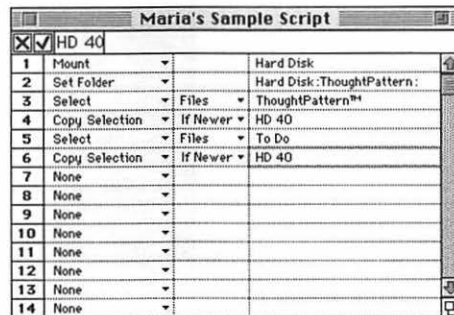 Maria's Sample Script
HD 40
1 Mount Hard Disk
2 Set Folder Hard Disk:ThoughtPattern:
3 Select Files ThoughtPattern™
4 Copy Selection If Newer HD 40
5 Select Files To Do
6 Copy Selection If Newer HD 40
7 None
8 None
9 None
10 None
11 None
12 None
13 None
14 None